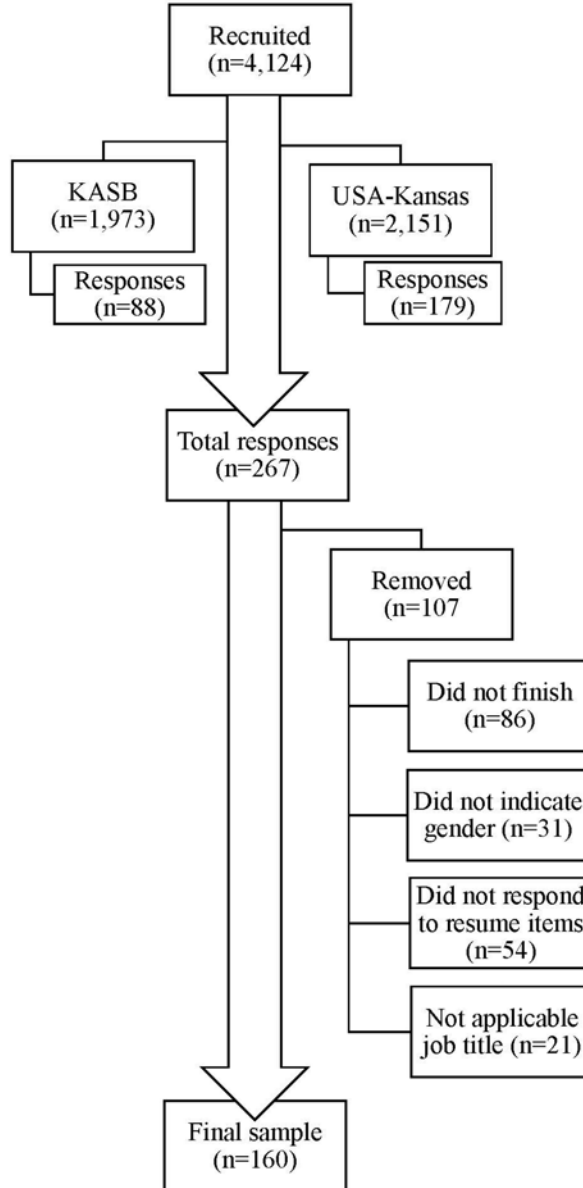 Recruited
(n=4,124)
KASB
(n=1,973)
USA-Kansas
(n=2,151)
Responses
(n=88)
Responses
(n=179)
Total responses
(n=267)
Removed
(n=107
Did not finish
(n=86)
Did not indicate
gender (n=31)
Did not respond
to resume items
(n=54)
Not applicable
job title (n=21)
Final sample
(n=160)